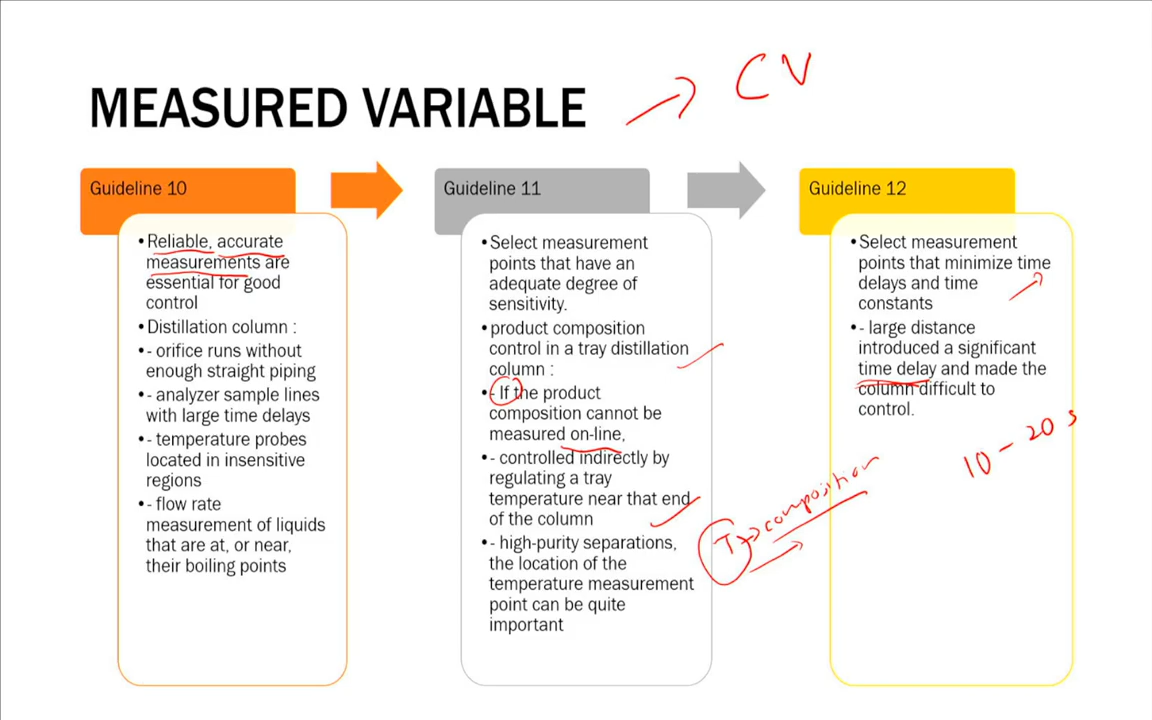 MEASURED VARIABLE
CV
Guideline 10
• Reliable, accurate
measurements are
essential for good
control
• Distillation column :
• - orifice runs without
enough straight piping
• - analyzer sample lines
with large time delays
• - temperature probes
located in insensitive
regions
• - flow rate
measurement of liquids
that are at, or near,
their boiling points
Guideline 11
• Select measurement
points that have an
adequate degree of
sensitivity.
• product composition
control in a tray distillation
column :
• - If the product
composition cannot be
measured on-line,
• - controlled indirectly by
regulating a tray
temperature near that end
of the column
• - high-purity separations,
the location of the
temperature measurement
point can be quite
important
T → composition
Guideline 12
• Select measurement
points that minimize time
delays and time
constants
• - large distance
introduced a significant
time delay and made the
column difficult to
control.
10 - 20 s